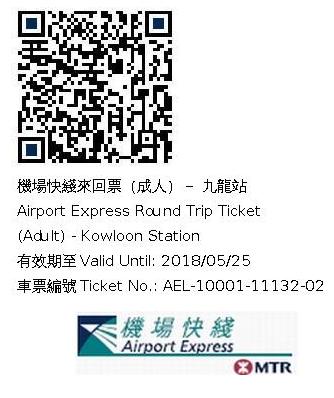 機場快綫來回票 (成人) – 九龍站
Airport Express Round Trip Ticket
(Adult) - Kowloon Station
有效期至 Valid Until: 2018/05/25
車票編號 Ticket No.: AEL-10001-11132-02
機場快綫
Airport Express
MTR